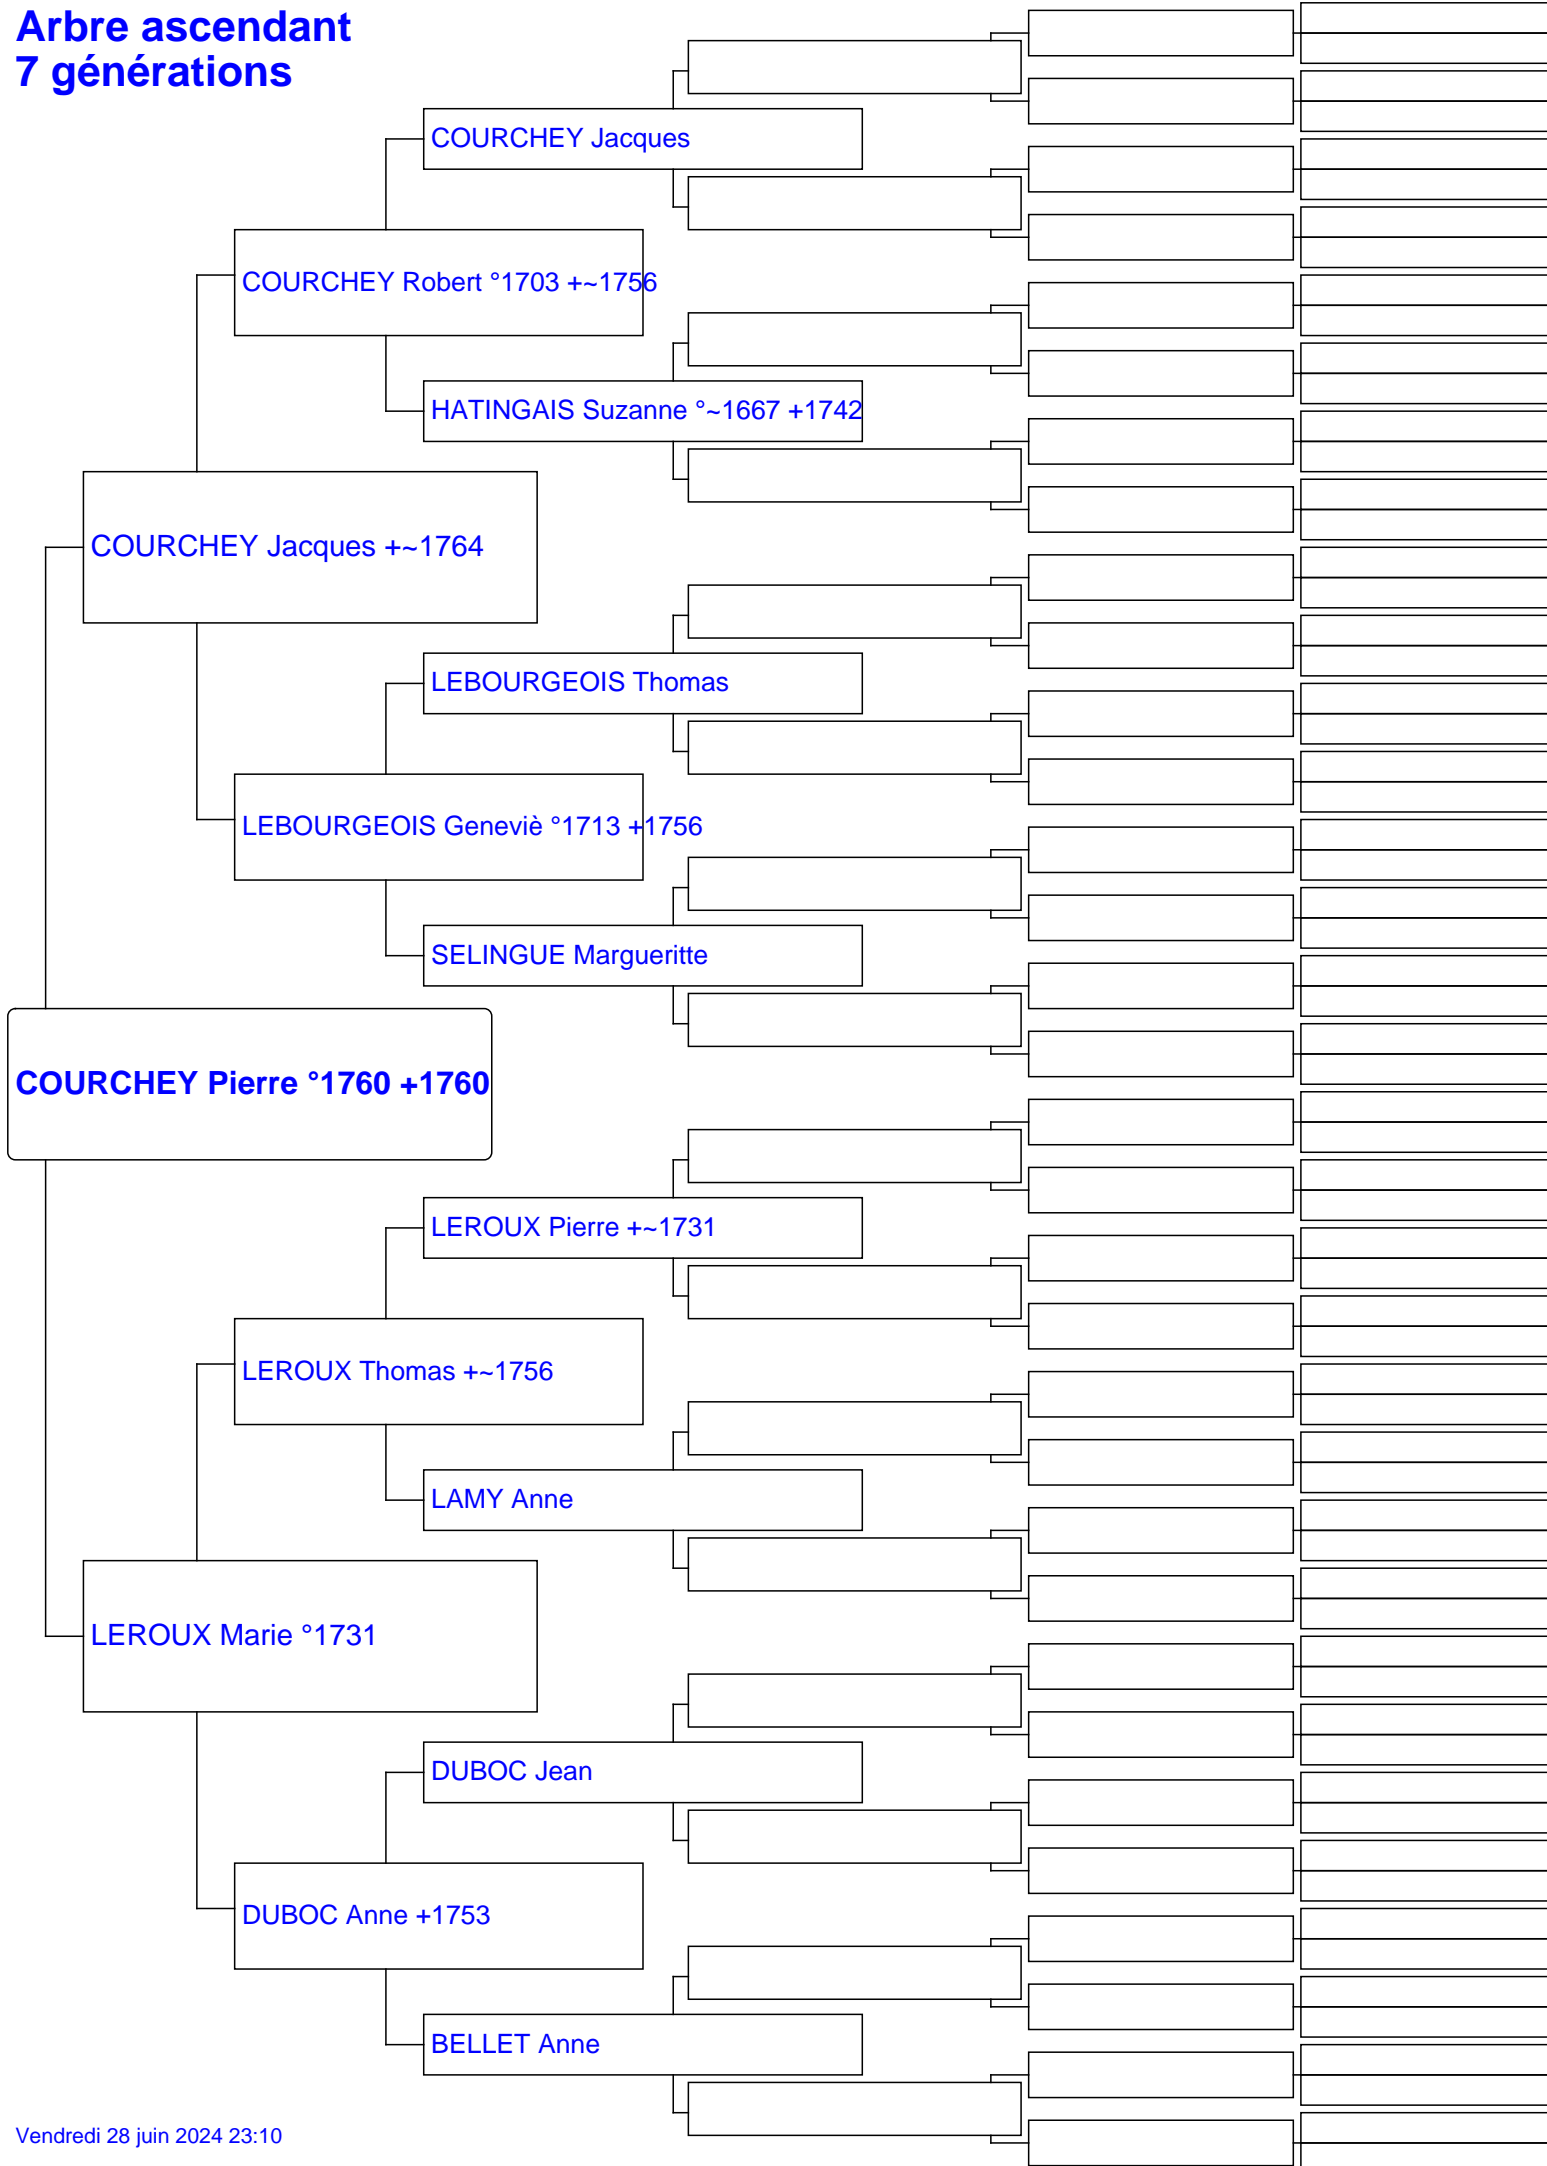 Arbre ascendant
7 générations
COURCHEY Jacques
COURCHEY Robert °1703 +~1756
HATINGAIS Suzanne °~1667 +1742
COURCHEY Jacques +~1764
LEBOURGEOIS Thomas
LEBOURGEOIS Geneviè °1713 +1756
SELINGUE Margueritte
COURCHEY Pierre °1760 +1760
LEROUX Pierre +~1731
LEROUX Thomas +~1756
LAMY Anne
LEROUX Marie °1731
DUBOC Jean
DUBOC Anne +1753
BELLET Anne
Vendredi 28 juin 2024 23:10